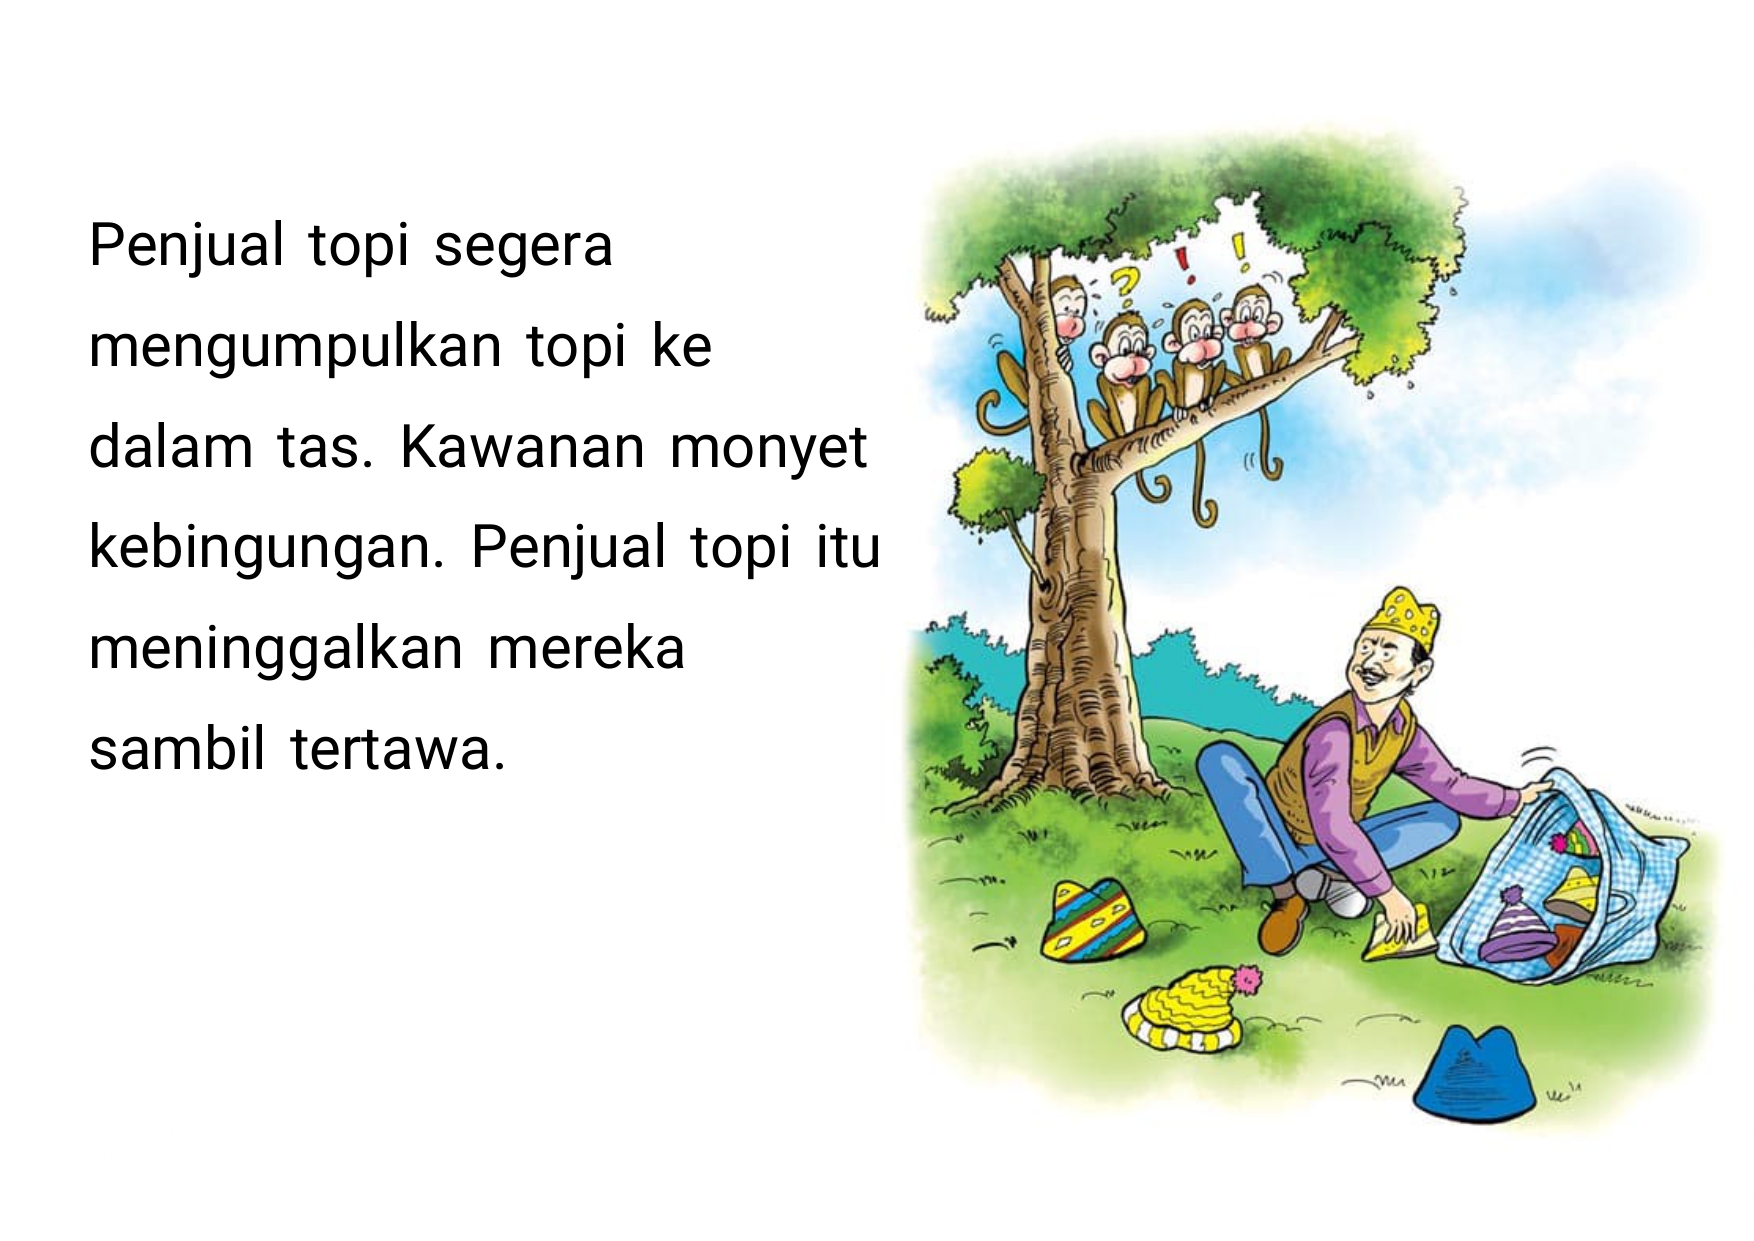 Penjual topi segera
mengumpulkan topi ke
dalam tas. Kawanan monyet
kebingungan. Penjual topi itu
meninggalkan mereka
sambil tertawa.
? ! !